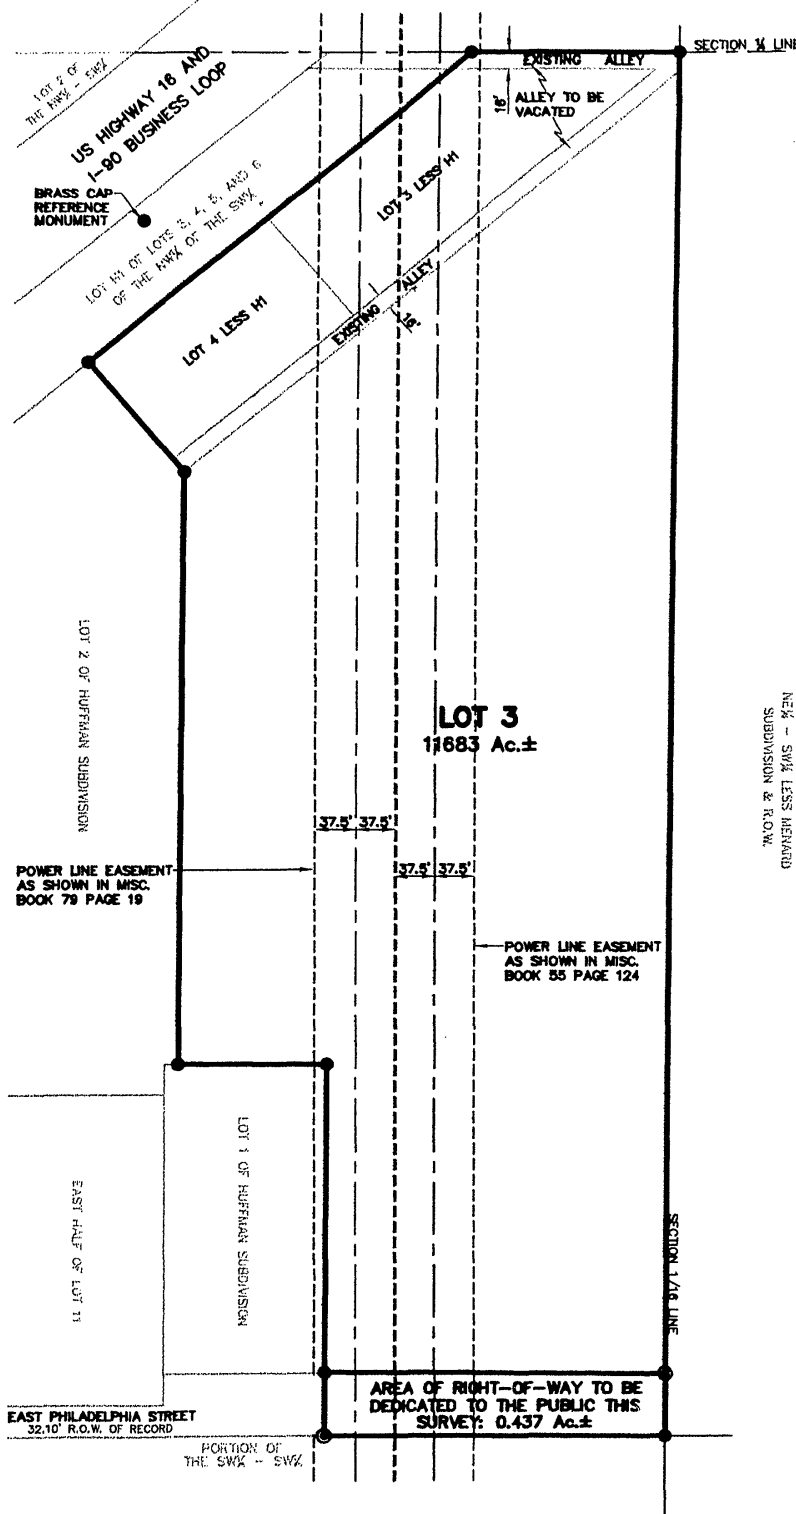 SECTION ¼ LINE
EXISTING ALLEY
16'
ALLEY TO BE
VACATED
LOT 2 OF
THE NW¼ - SW¼
US HIGHWAY 16 AND
I-90 BUSINESS LOOP
BRASS CAP
REFERENCE
MONUMENT
LOT H1 OF LOTS 3, 4, 5, AND 6
OF THE NW¼ OF THE SW¼
LOT 3 LESS H1
LOT 4 LESS H1
EXISTING ALLEY
16'
LOT 2 OF HUFFMAN SUBDIVISION
LOT 3
11683 Ac.±
NE¼ - SW¼ LESS MENARD
SUBDIVISION & R.O.W.
37.5' 37.5'
37.5' 37.5'
POWER LINE EASEMENT
AS SHOWN IN MISC.
BOOK 79 PAGE 19
POWER LINE EASEMENT
AS SHOWN IN MISC.
BOOK 55 PAGE 124
LOT 1 OF HUFFMAN SUBDIVISION
EAST HALF OF LOT 11
SECTION 1/16 LINE
AREA OF RIGHT-OF-WAY TO BE
DEDICATED TO THE PUBLIC THIS
SURVEY: 0.437 Ac.±
EAST PHILADELPHIA STREET
32.10' R.O.W. OF RECORD
PORTION OF
THE SW¼ - SW¼